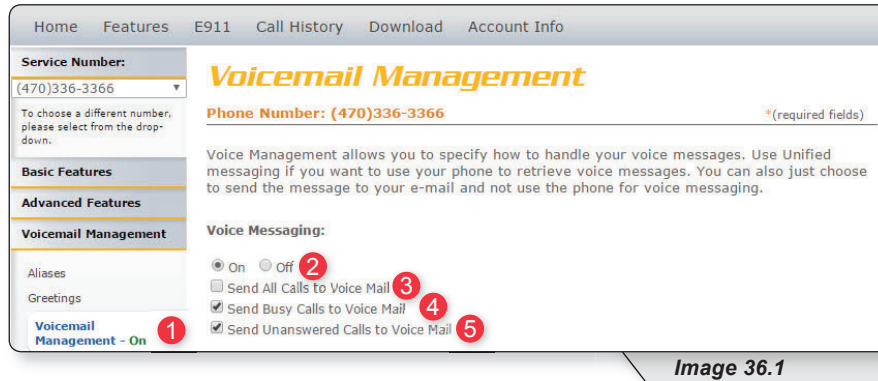 Home Features E911 Call History Download Account Info
Service Number:
(470)336-3366
To choose a different number,
please select from the drop-
down.
Basic Features
Advanced Features
Voicemail Management
Aliases
Greetings
Voicemail
Management - On
1
Voicemail Management
Phone Number: (470)336-3366 *(required fields)
Voice Management allows you to specify how to handle your voice messages. Use Unified
messaging if you want to use your phone to retrieve voice messages. You can also just choose
to send the message to your e-mail and not use the phone for voice messaging.
Voice Messaging:
On Off 2
Send All Calls to Voice Mail 3
Send Busy Calls to Voice Mail 4
Send Unanswered Calls to Voice Mail 5
Image 36.1